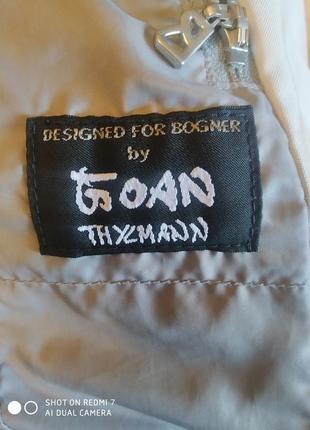 DESIGNED FOR BOGNER
by
GOAN
THYLMANN
SHOT ON REDMI 7
AI DUAL CAMERA